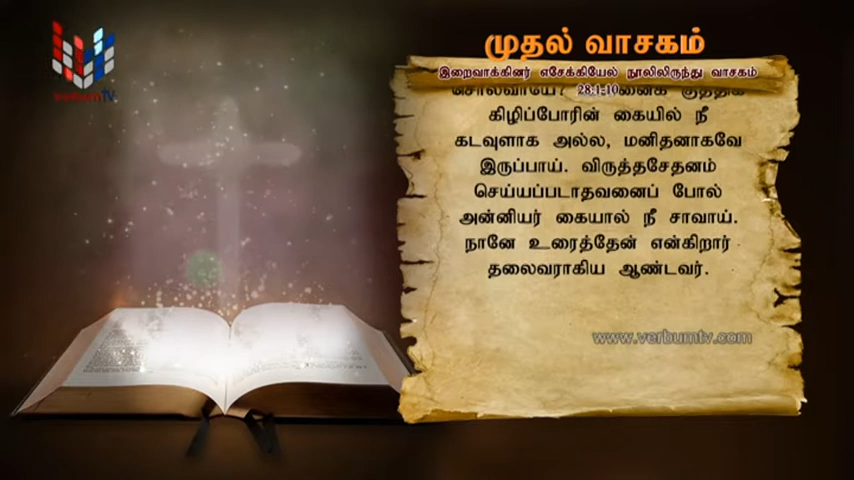 verbumTV
முதல் வாசகம்
இறைவாக்கினர் எசேக்கியேல் நூலிலிருந்து வாசகம்
28:1-10
கிழிப்போரின் கையில் நீ
கடவுளாக அல்ல, மனிதனாகவே
இருப்பாய். விருத்தசேதனம்
செய்யப்படாதவனைப் போல்
அன்னியர் கையால் நீ சாவாய்.
நானே உரைத்தேன் என்கிறார்
தலைவராகிய ஆண்டவர்.
www.verbumtv.com